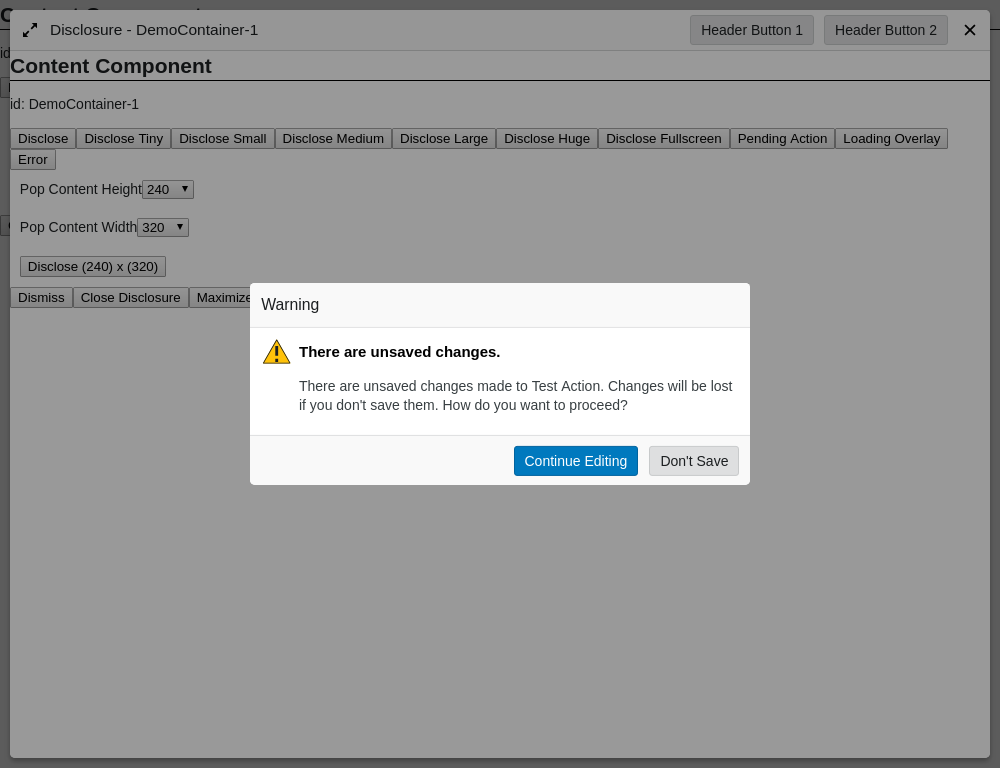 Disclosure - DemoContainer-1
Header Button 1
Header Button 2
Content Component
id: DemoContainer-1
Disclose Disclose Tiny Disclose Small Disclose Medium Disclose Large Disclose Huge Disclose Fullscreen Pending Action Loading Overlay
Error
Pop Content Height 240
Pop Content Width 320
Disclose (240) x (320)
Dismiss Close Disclosure Maximize
Warning
There are unsaved changes.
There are unsaved changes made to Test Action. Changes will be lost
if you don't save them. How do you want to proceed?
Continue Editing Don't Save